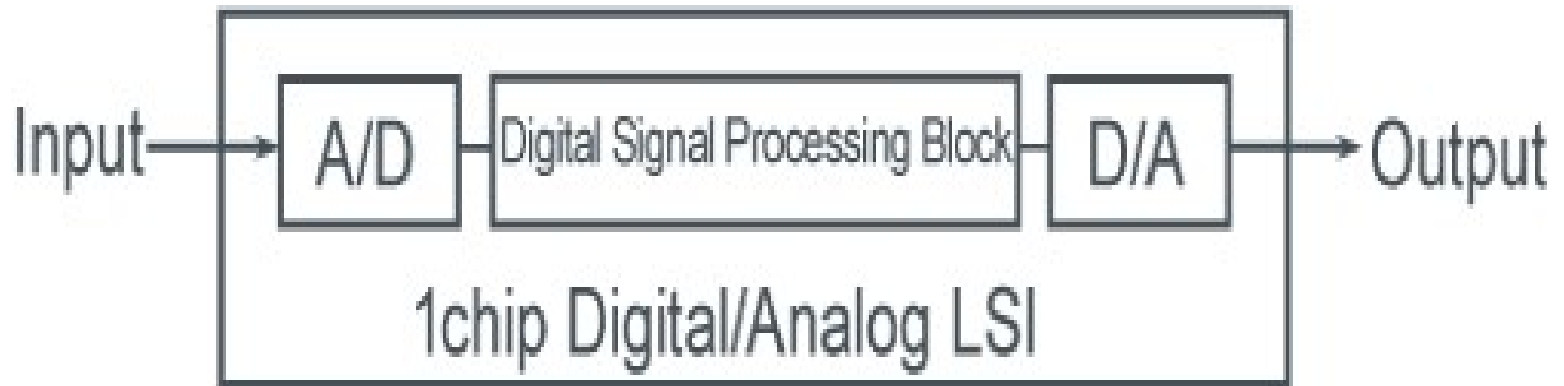 Input
A/D
Digital Signal Processing Block
D/A
Output
1chip Digital/Analog LSI